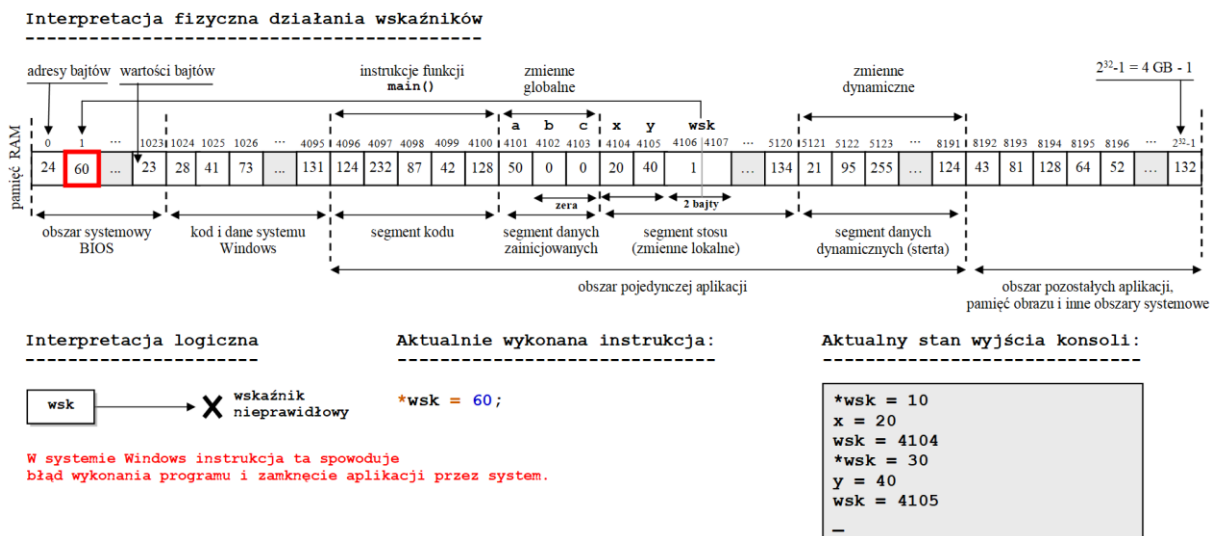 Interpretacja fizyczna działania wskaźników
-------------------------------------------
adresy bajtów wartości bajtów instrukcje funkcji zmienne zmienne 2³²-1 = 4 GB - 1
main() globalne dynamiczne
a b c x y wsk
pamięć RAM
0 1 ... 1023 1024 1025 1026 ... 4095 4096 4097 4098 4099 4100 4101 4102 4103 4104 4105 4106 4107 ... 5120 5121 5122 5123 ... 8191 8192 8193 8194 8195 8196 ... 2³²-1
24 60 ... 23 28 41 73 ... 131 124 232 87 42 128 50 0 0 20 40 1 ... 134 21 95 255 ... 124 43 81 128 64 52 ... 132
zera 2 bajty
obszar systemowy kod i dane systemu segment kodu segment danych segment stosu segment danych
BIOS Windows zainicjowanych (zmienne lokalne) dynamicznych (sterta)
obszar pojedynczej aplikacji obszar pozostałych aplikacji,
pamięć obrazu i inne obszary systemowe
Interpretacja logiczna
----------------------
wsk
wskaźnik
nieprawidłowy
W systemie Windows instrukcja ta spowoduje
błąd wykonania programu i zamknęcie aplikacji przez system.
Aktualnie wykonana instrukcja:
------------------------------
*wsk = 60;
Aktualny stan wyjścia konsoli:
------------------------------
*wsk = 10
x = 20
wsk = 4104
*wsk = 30
y = 40
wsk = 4105
_